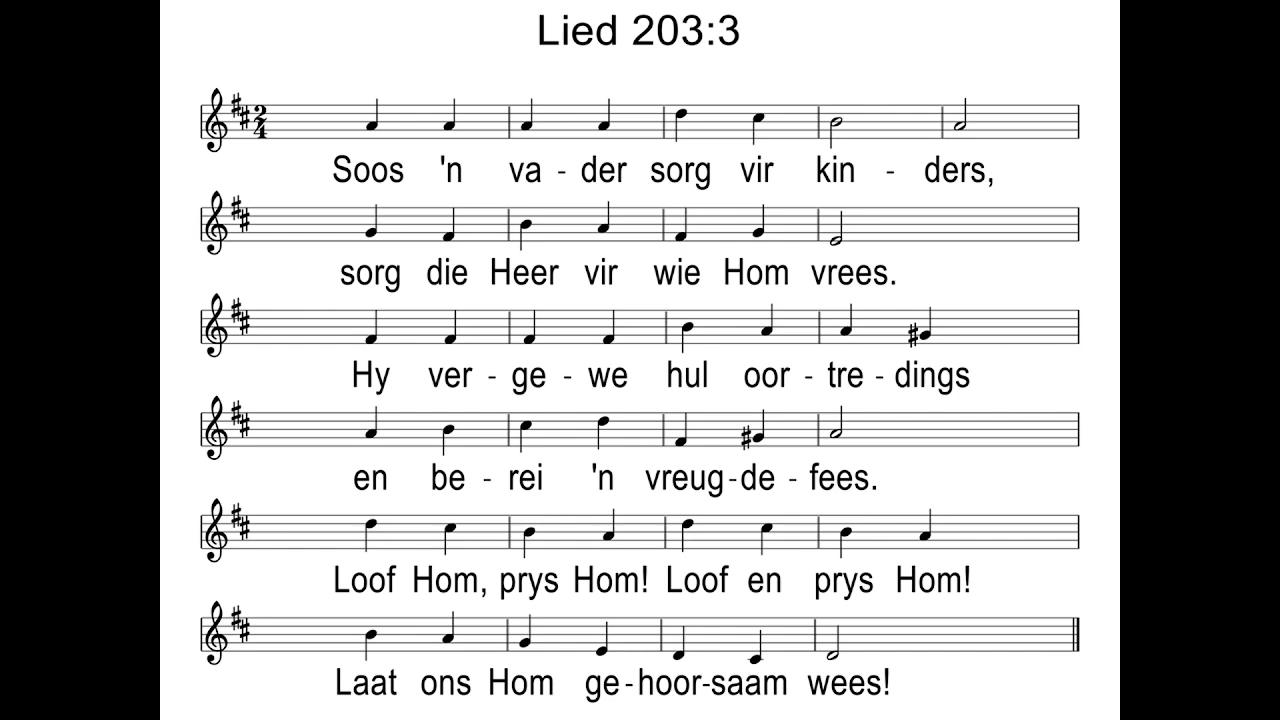 Lied 203:3
2/4
Soos 'n va - der sorg vir kin - ders,
sorg die Heer vir wie Hom vrees.
Hy ver - ge - we hul oor - tre - dings
en be - rei 'n vreug - de - fees.
Loof Hom, prys Hom! Loof en prys Hom!
Laat ons Hom ge - hoor - saam wees!